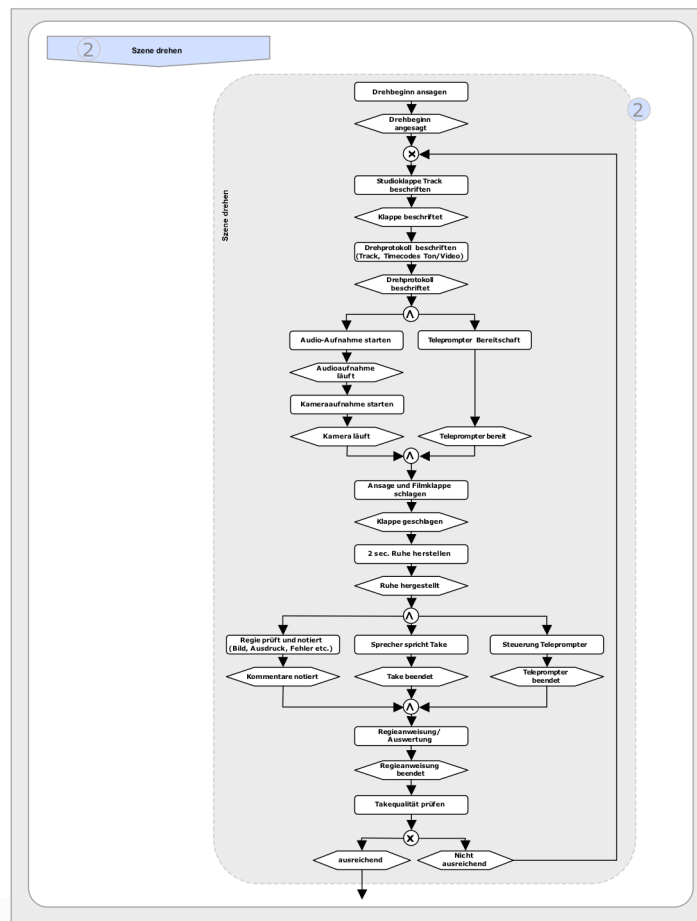 2
Szene drehen
2
Szene drehen
Drehbeginn ansagen
Drehbeginn
angesagt
Studioklappe Track
beschriften
Klappe beschriftet
Drehprotokoll beschriften
(Track, Timecodes Ton/Video)
Drehprotokoll
beschriftet
Audio-Aufnahme starten
Teleprompter Bereitschaft
Audioaufnahme
läuft
Kameraaufnahme starten
Kamera läuft
Teleprompter bereit
Ansage und Filmklappe
schlagen
Klappe geschlagen
2 sec. Ruhe herstellen
Ruhe hergestellt
Regie prüft und notiert
(Bild, Ausdruck, Fehler etc.)
Sprecher spricht Take
Steuerung Teleprompter
Kommentare notiert
Take beendet
Teleprompter
beendet
Regieanweisung/
Auswertung
Regieanweisung
beendet
Takequalität prüfen
ausreichend
Nicht
ausreichend